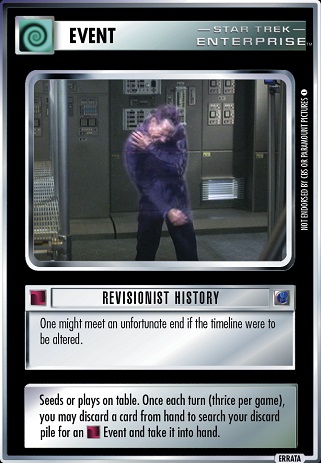 EVENT
STAR TREK
ENTERPRISE™
NOT ENDORSED BY CBS OR PARAMOUNT PICTURES
REVISIONIST HISTORY
One might meet an unfortunate end if the timeline were to
be altered.
Seeds or plays on table. Once each turn (thrice per game),
you may discard a card from hand to search your discard
pile for an Event and take it into hand.
ERRATA